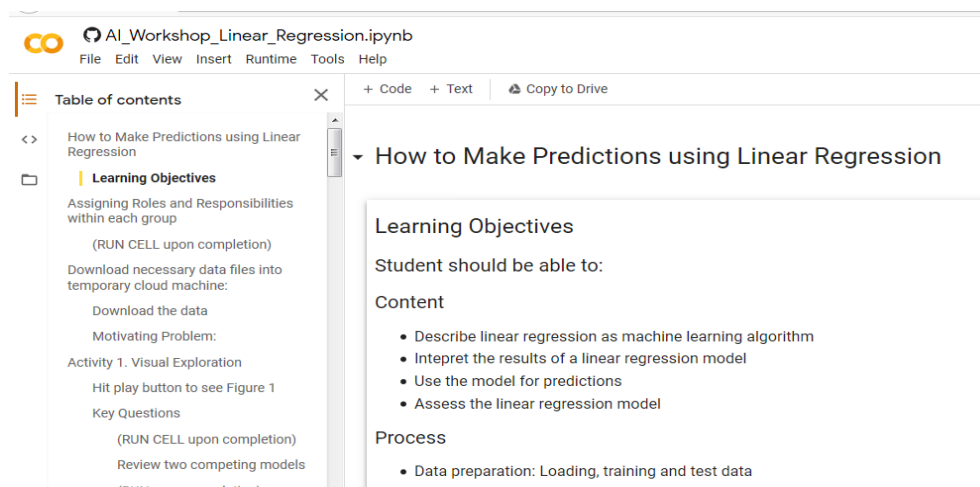 AI_Workshop_Linear_Regression.ipynb
File Edit View Insert Runtime Tools Help
Table of contents
+ Code + Text Copy to Drive
How to Make Predictions using Linear
Regression
Learning Objectives
Assigning Roles and Responsibilities
within each group
(RUN CELL upon completion)
Download necessary data files into
temporary cloud machine:
Download the data
Motivating Problem:
Activity 1. Visual Exploration
Hit play button to see Figure 1
Key Questions
(RUN CELL upon completion)
Review two competing models
How to Make Predictions using Linear Regression
Learning Objectives
Student should be able to:
Content
• Describe linear regression as machine learning algorithm
• Intepret the results of a linear regression model
• Use the model for predictions
• Assess the linear regression model
Process
• Data preparation: Loading, training and test data